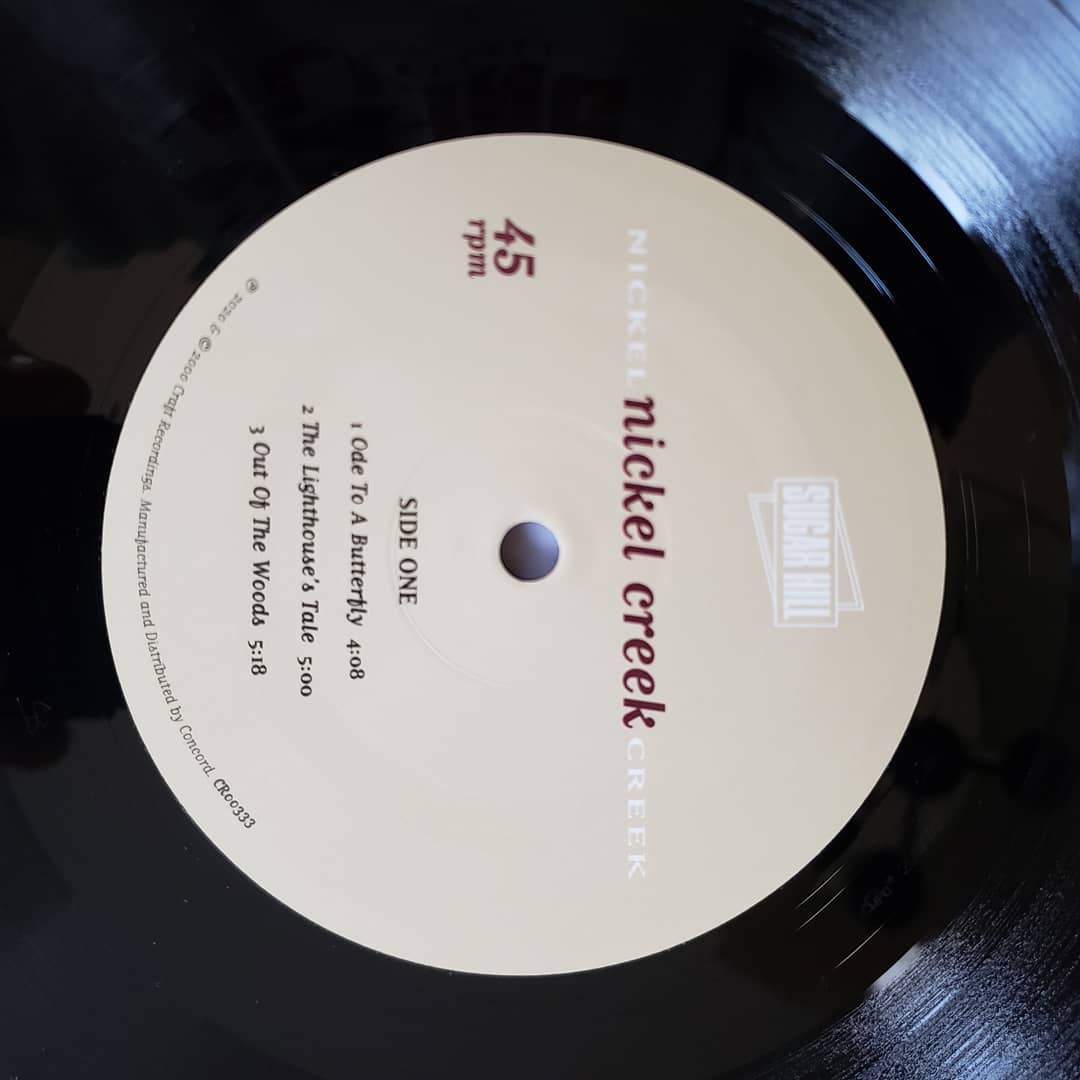 SUGAR HILL
NICKEL nickel creek CREEK
45
rpm
SIDE ONE
1 Ode To A Butterfly 4:08
2 The Lighthouse's Tale 5:00
3 Out Of The Woods 5:18
℗ 2020 & © 2000 Craft Recordings. Manufactured and Distributed by Concord. CR00333